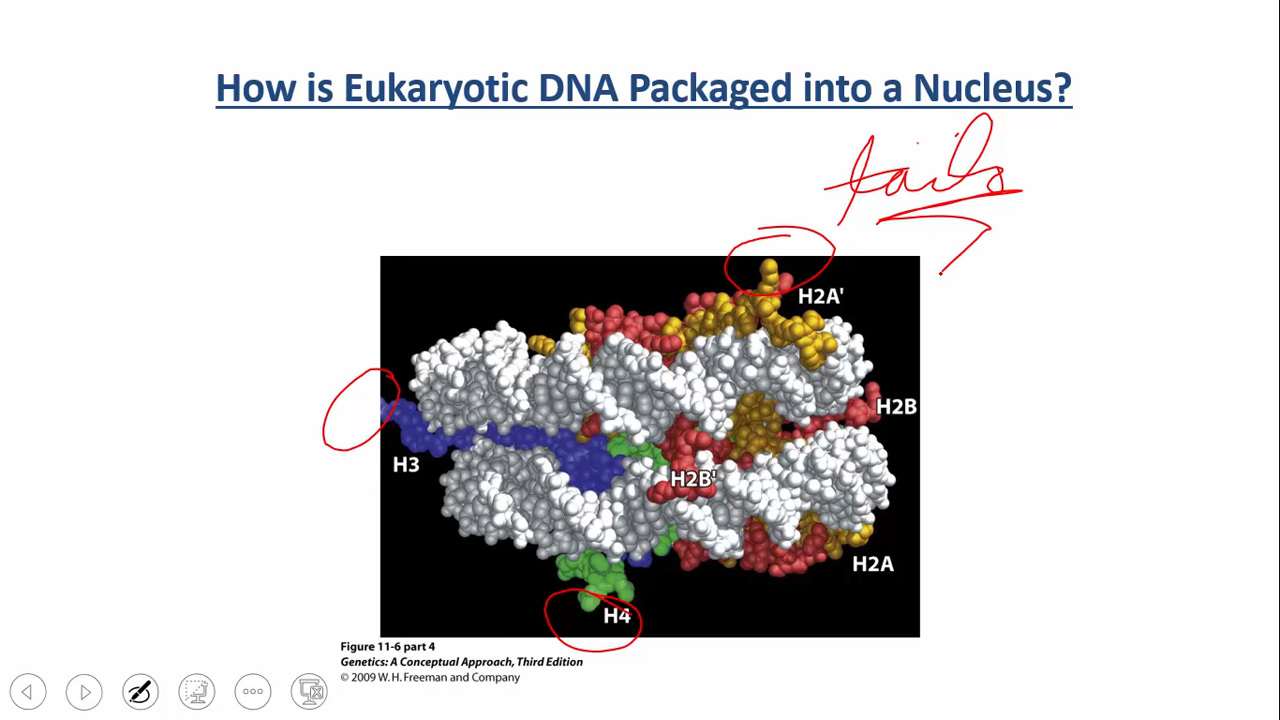 How is Eukaryotic DNA Packaged into a Nucleus?
tails
H2A'
H2B
H3
H2B'
H2A
H4
Figure 11-6 part 4
Genetics: A Conceptual Approach, Third Edition
© 2009 W. H. Freeman and Company